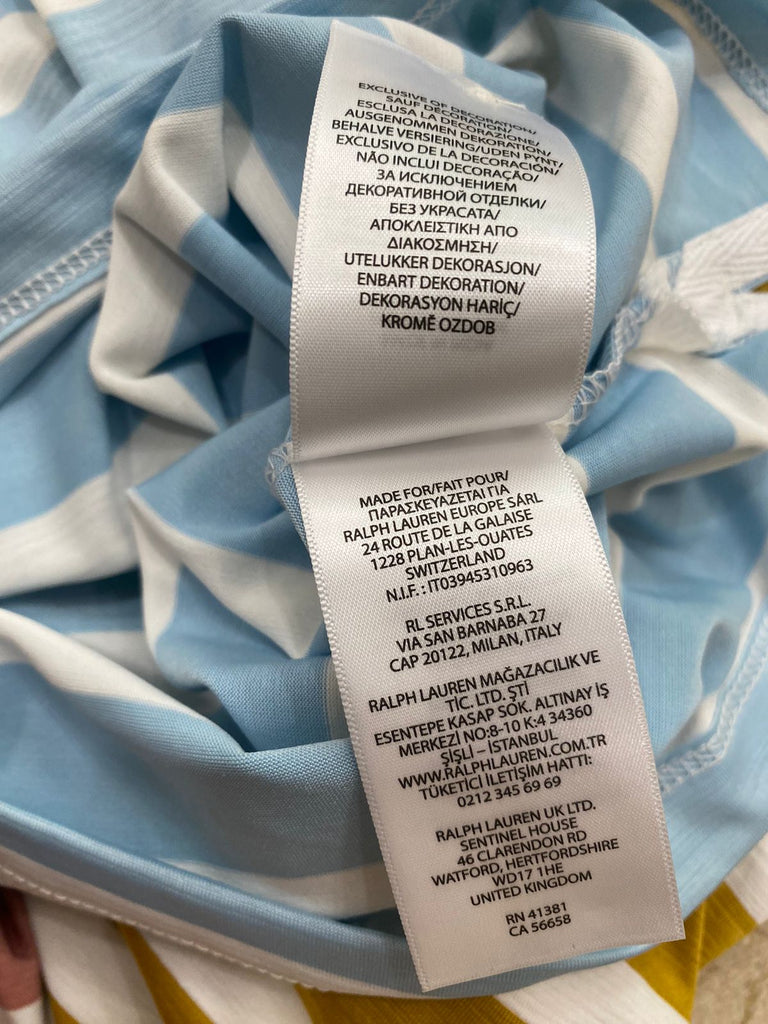 EXCLUSIVE OF DECORATION/
SAUF DECORATION/
ESCLUSA LA DECORAZIONE/
AUSGENOMMEN DEKORATION/
BEHALVE VERSIERING/UDEN PYNT/
EXCLUSIVO DE LA DECORACIÓN/
NÃO INCLUI DECORAÇÃO/
ЗА ИСКЛЮЧЕНИЕМ
ДЕКОРАТИВНОЙ ОТДЕЛКИ/
БЕЗ УКРАСАТА/
ΑΠΟΚΛΕΙΣΤΙΚΗ ΑΠΟ
ΔΙΑΚΟΣΜΗΣΗ/
UTELUKKER DEKORASJON/
ENBART DEKORATION/
DEKORASYON HARİÇ/
KROMĚ OZDOB
MADE FOR/FAIT POUR/
ΠΑΡΑΣΚΕΥΑΖΕΤΑΙ ΓΙΑ
RALPH LAUREN EUROPE SÁRL
24 ROUTE DE LA GALAISE
1228 PLAN-LES-OUATES
SWITZERLAND
N.I.F. : IT03945310963
RL SERVICES S.R.L.
VIA SAN BARNABA 27
CAP 20122, MILAN, ITALY
RALPH LAUREN MAĞAZACILIK VE
TİC. LTD. ŞTİ
ESENTEPE KASAP SOK. ALTINAY İŞ
MERKEZİ NO:8-10 K:4 34360
ŞİŞLİ – İSTANBUL
WWW.RALPHLAUREN.COM.TR
TÜKETİCİ İLETİŞİM HATTI:
0212 345 69 69
RALPH LAUREN UK LTD.
SENTINEL HOUSE
46 CLARENDON RD
WATFORD, HERTFORDSHIRE
WD17 1HE
UNITED KINGDOM
RN 41381
CA 56658